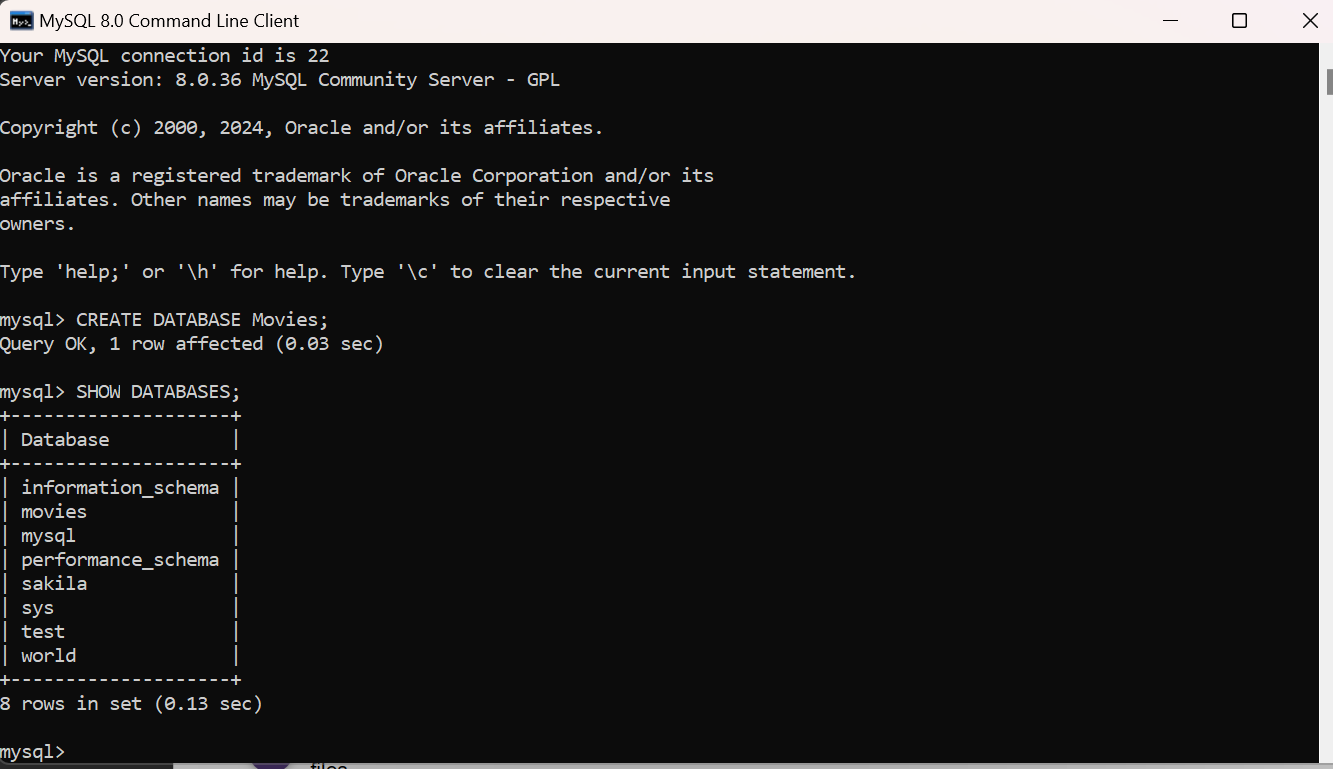 MySQL 8.0 Command Line Client
Your MySQL connection id is 22
Server version: 8.0.36 MySQL Community Server - GPL
Copyright (c) 2000, 2024, Oracle and/or its affiliates.
Oracle is a registered trademark of Oracle Corporation and/or its
affiliates. Other names may be trademarks of their respective
owners.
Type 'help;' or '\h' for help. Type '\c' to clear the current input statement.
mysql> CREATE DATABASE Movies;
Query OK, 1 row affected (0.03 sec)
mysql> SHOW DATABASES;
+--------------------+
| Database           |
+--------------------+
| information_schema |
| movies             |
| mysql              |
| performance_schema |
| sakila             |
| sys                |
| test               |
| world              |
+--------------------+
8 rows in set (0.13 sec)
mysql>